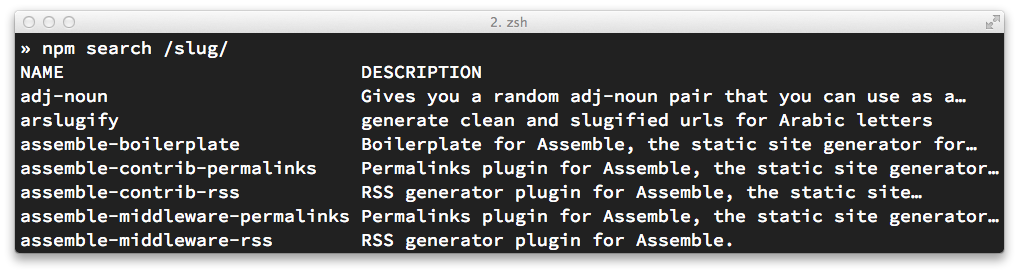 2. zsh
» npm search /slug/
NAME DESCRIPTION
adj-noun Gives you a random adj-noun pair that you can use as a…
arslugify generate clean and slugified urls for Arabic letters
assemble-boilerplate Boilerplate for Assemble, the static site generator for…
assemble-contrib-permalinks Permalinks plugin for Assemble, the static site generator…
assemble-contrib-rss RSS generator plugin for Assemble, the static site…
assemble-middleware-permalinks Permalinks plugin for Assemble, the static site generator…
assemble-middleware-rss RSS generator plugin for Assemble.